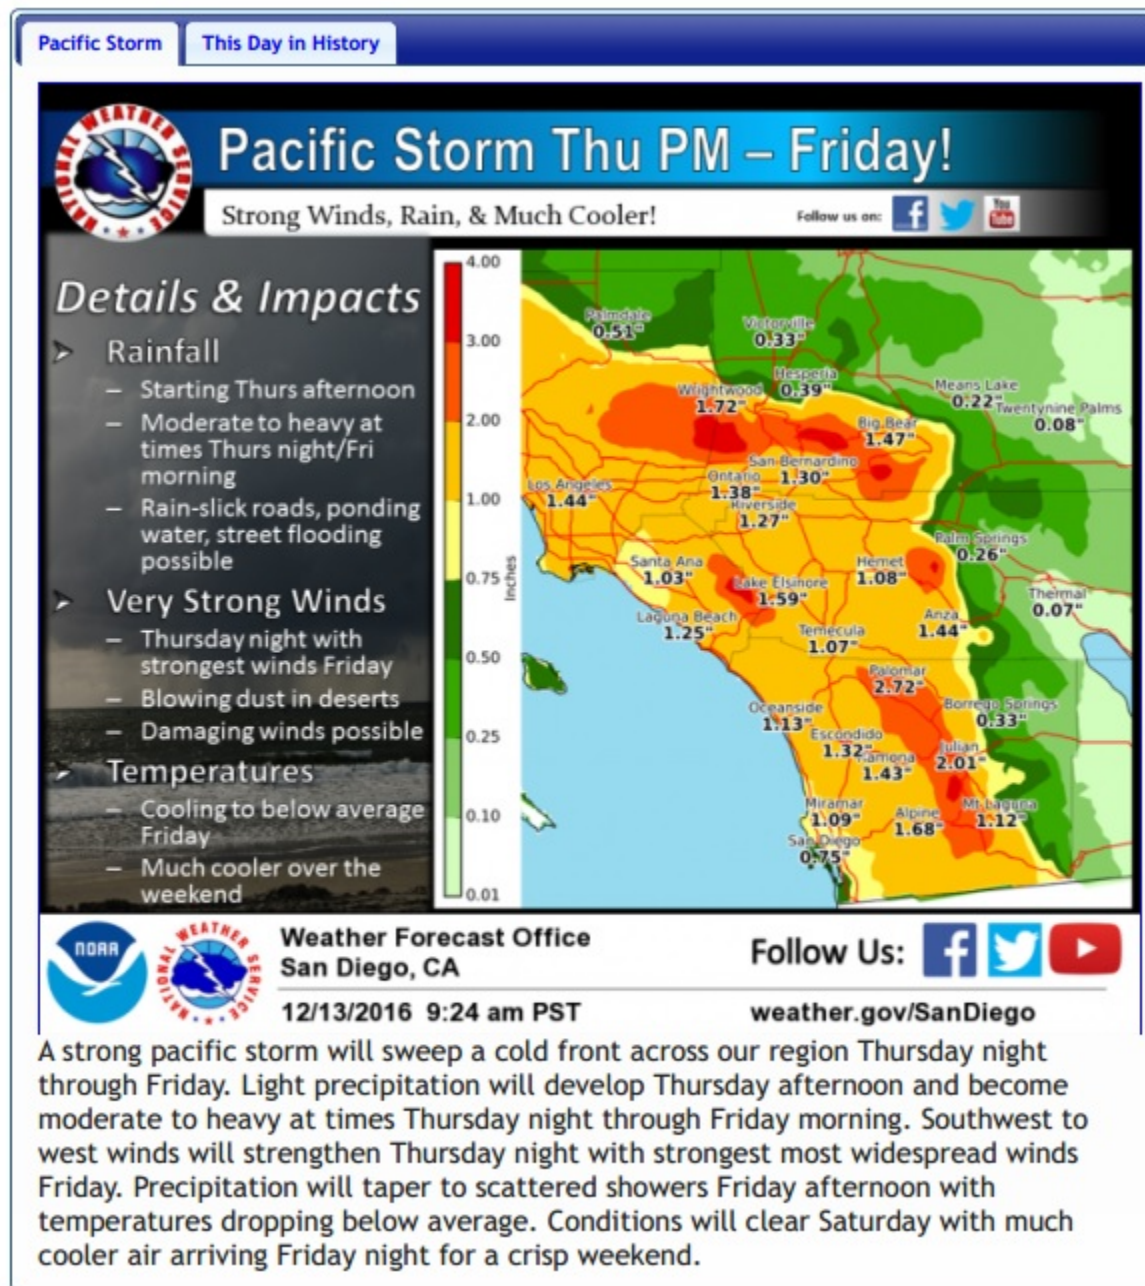 Pacific Storm
This Day in History
NATIONAL WEATHER SERVICE
Pacific Storm Thu PM – Friday!
Strong Winds, Rain, & Much Cooler!
Follow us on:
You
Tube
Details & Impacts
Rainfall
– Starting Thurs afternoon
– Moderate to heavy at
times Thurs night/Fri
morning
– Rain-slick roads, ponding
water, street flooding
possible
Very Strong Winds
– Thursday night with
strongest winds Friday
– Blowing dust in deserts
– Damaging winds possible
Temperatures
– Cooling to below average
Friday
– Much cooler over the
weekend
4.00
3.00
2.00
1.00
0.75
0.50
0.25
0.10
0.01
Inches
Palmdale
0.51"
Victorville
0.33"
Hesperia
0.39"
Wrightwood
1.72"
Means Lake
0.22"
Twentynine Palms
0.08"
Big Bear
1.47"
San Bernardino
1.30"
Ontario
1.38"
Los Angeles
1.44"
Riverside
1.27"
Palm Springs
0.26"
Santa Ana
1.03"
Hemet
1.08"
Lake Elsinore
1.59"
Thermal
0.07"
Laguna Beach
1.25"
Anza
1.44"
Temecula
1.07"
Palomar
2.72"
Oceanside
1.13"
Borrego Springs
0.33"
Escondido
1.32"
Ramona
1.43"
Julian
2.01"
Miramar
1.09"
Alpine
1.68"
Mt Laguna
1.12"
San Diego
0.75"
NOAA
NATIONAL WEATHER SERVICE
Weather Forecast Office
San Diego, CA
12/13/2016 9:24 am PST
Follow Us:
weather.gov/SanDiego
A strong pacific storm will sweep a cold front across our region Thursday night
through Friday. Light precipitation will develop Thursday afternoon and become
moderate to heavy at times Thursday night through Friday morning. Southwest to
west winds will strengthen Thursday night with strongest most widespread winds
Friday. Precipitation will taper to scattered showers Friday afternoon with
temperatures dropping below average. Conditions will clear Saturday with much
cooler air arriving Friday night for a crisp weekend.